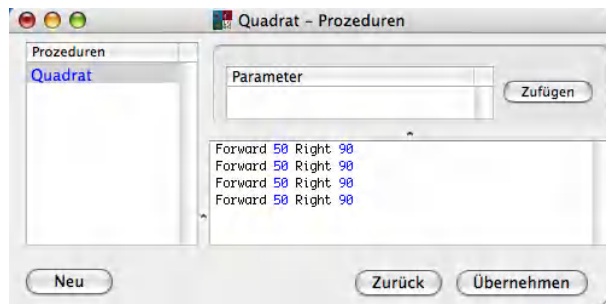 Quadrat – Prozeduren
Prozeduren
Quadrat
Parameter
Zufügen
Forward 50 Right 90
Forward 50 Right 90
Forward 50 Right 90
Forward 50 Right 90
Neu
Zurück
Übernehmen